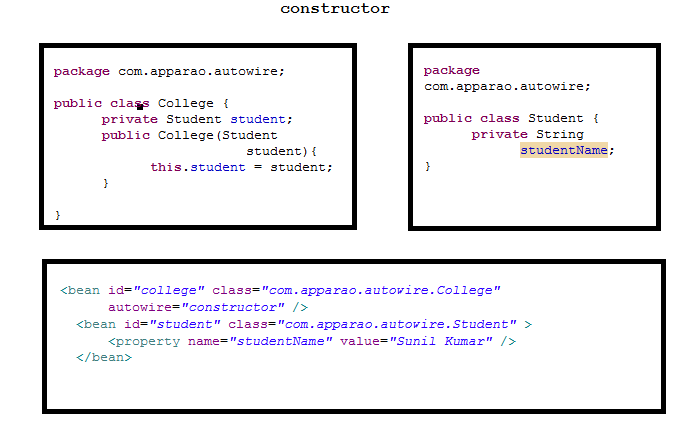 constructor
package com.apparao.autowire;
public class College {
private Student student;
public College(Student
student){
this.student = student;
}
}
package
com.apparao.autowire;
public class Student {
private String
studentName;
}
<bean id="college" class="com.apparao.autowire.College"
autowire="constructor" />
<bean id="student" class="com.apparao.autowire.Student" >
<property name="studentName" value="Sunil Kumar" />
</bean>